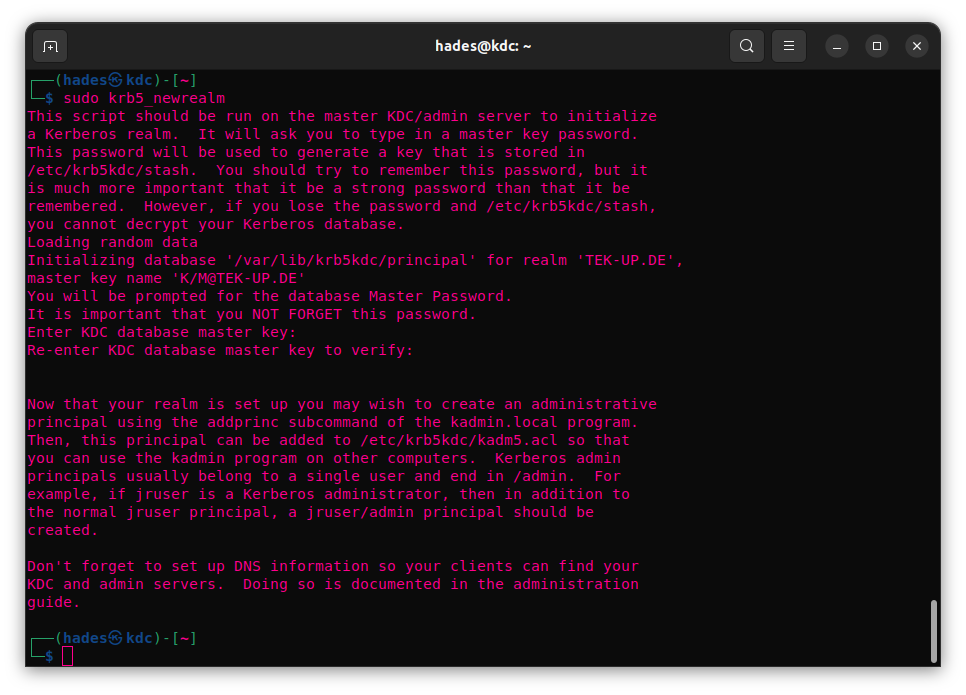 hades@kdc: ~
┌──(hades㉿kdc)-[~]
└─$ sudo krb5_newrealm
This script should be run on the master KDC/admin server to initialize
a Kerberos realm.  It will ask you to type in a master key password.
This password will be used to generate a key that is stored in
/etc/krb5kdc/stash.  You should try to remember this password, but it
is much more important that it be a strong password than that it be
remembered.  However, if you lose the password and /etc/krb5kdc/stash,
you cannot decrypt your Kerberos database.
Loading random data
Initializing database '/var/lib/krb5kdc/principal' for realm 'TEK-UP.DE',
master key name 'K/M@TEK-UP.DE'
You will be prompted for the database Master Password.
It is important that you NOT FORGET this password.
Enter KDC database master key:
Re-enter KDC database master key to verify:
Now that your realm is set up you may wish to create an administrative
principal using the addprinc subcommand of the kadmin.local program.
Then, this principal can be added to /etc/krb5kdc/kadm5.acl so that
you can use the kadmin program on other computers.  Kerberos admin
principals usually belong to a single user and end in /admin.  For
example, if jruser is a Kerberos administrator, then in addition to
the normal jruser principal, a jruser/admin principal should be
created.
Don't forget to set up DNS information so your clients can find your
KDC and admin servers.  Doing so is documented in the administration
guide.
┌──(hades㉿kdc)-[~]
└─$